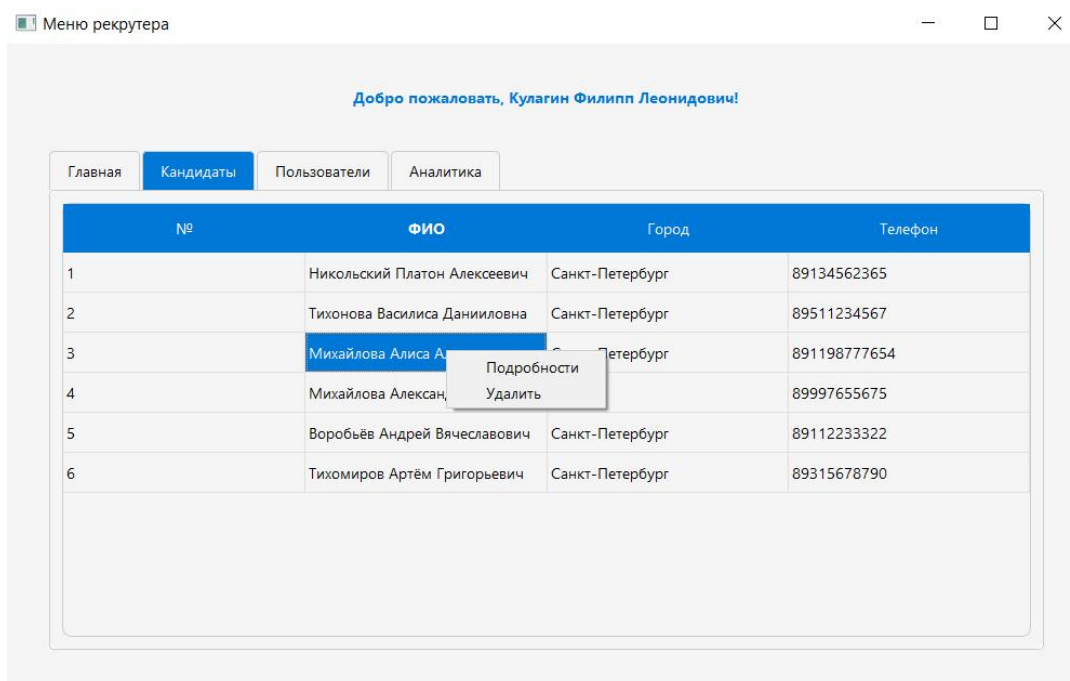 Меню рекрутера
Добро пожаловать, Кулагин Филипп Леонидович!
Главная Кандидаты Пользователи Аналитика
№ ФИО Город Телефон
1 Никольский Платон Алексеевич Санкт-Петербург 89134562365
2 Тихонова Василиса Данииловна Санкт-Петербург 89511234567
3 Михайлова Алиса 891198777654
Подробности
4 Михайлова 89997655675
Удалить
5 Воробьёв Андрей Вячеславович Санкт-Петербург 89112233322
6 Тихомиров Артём Григорьевич Санкт-Петербург 89315678790